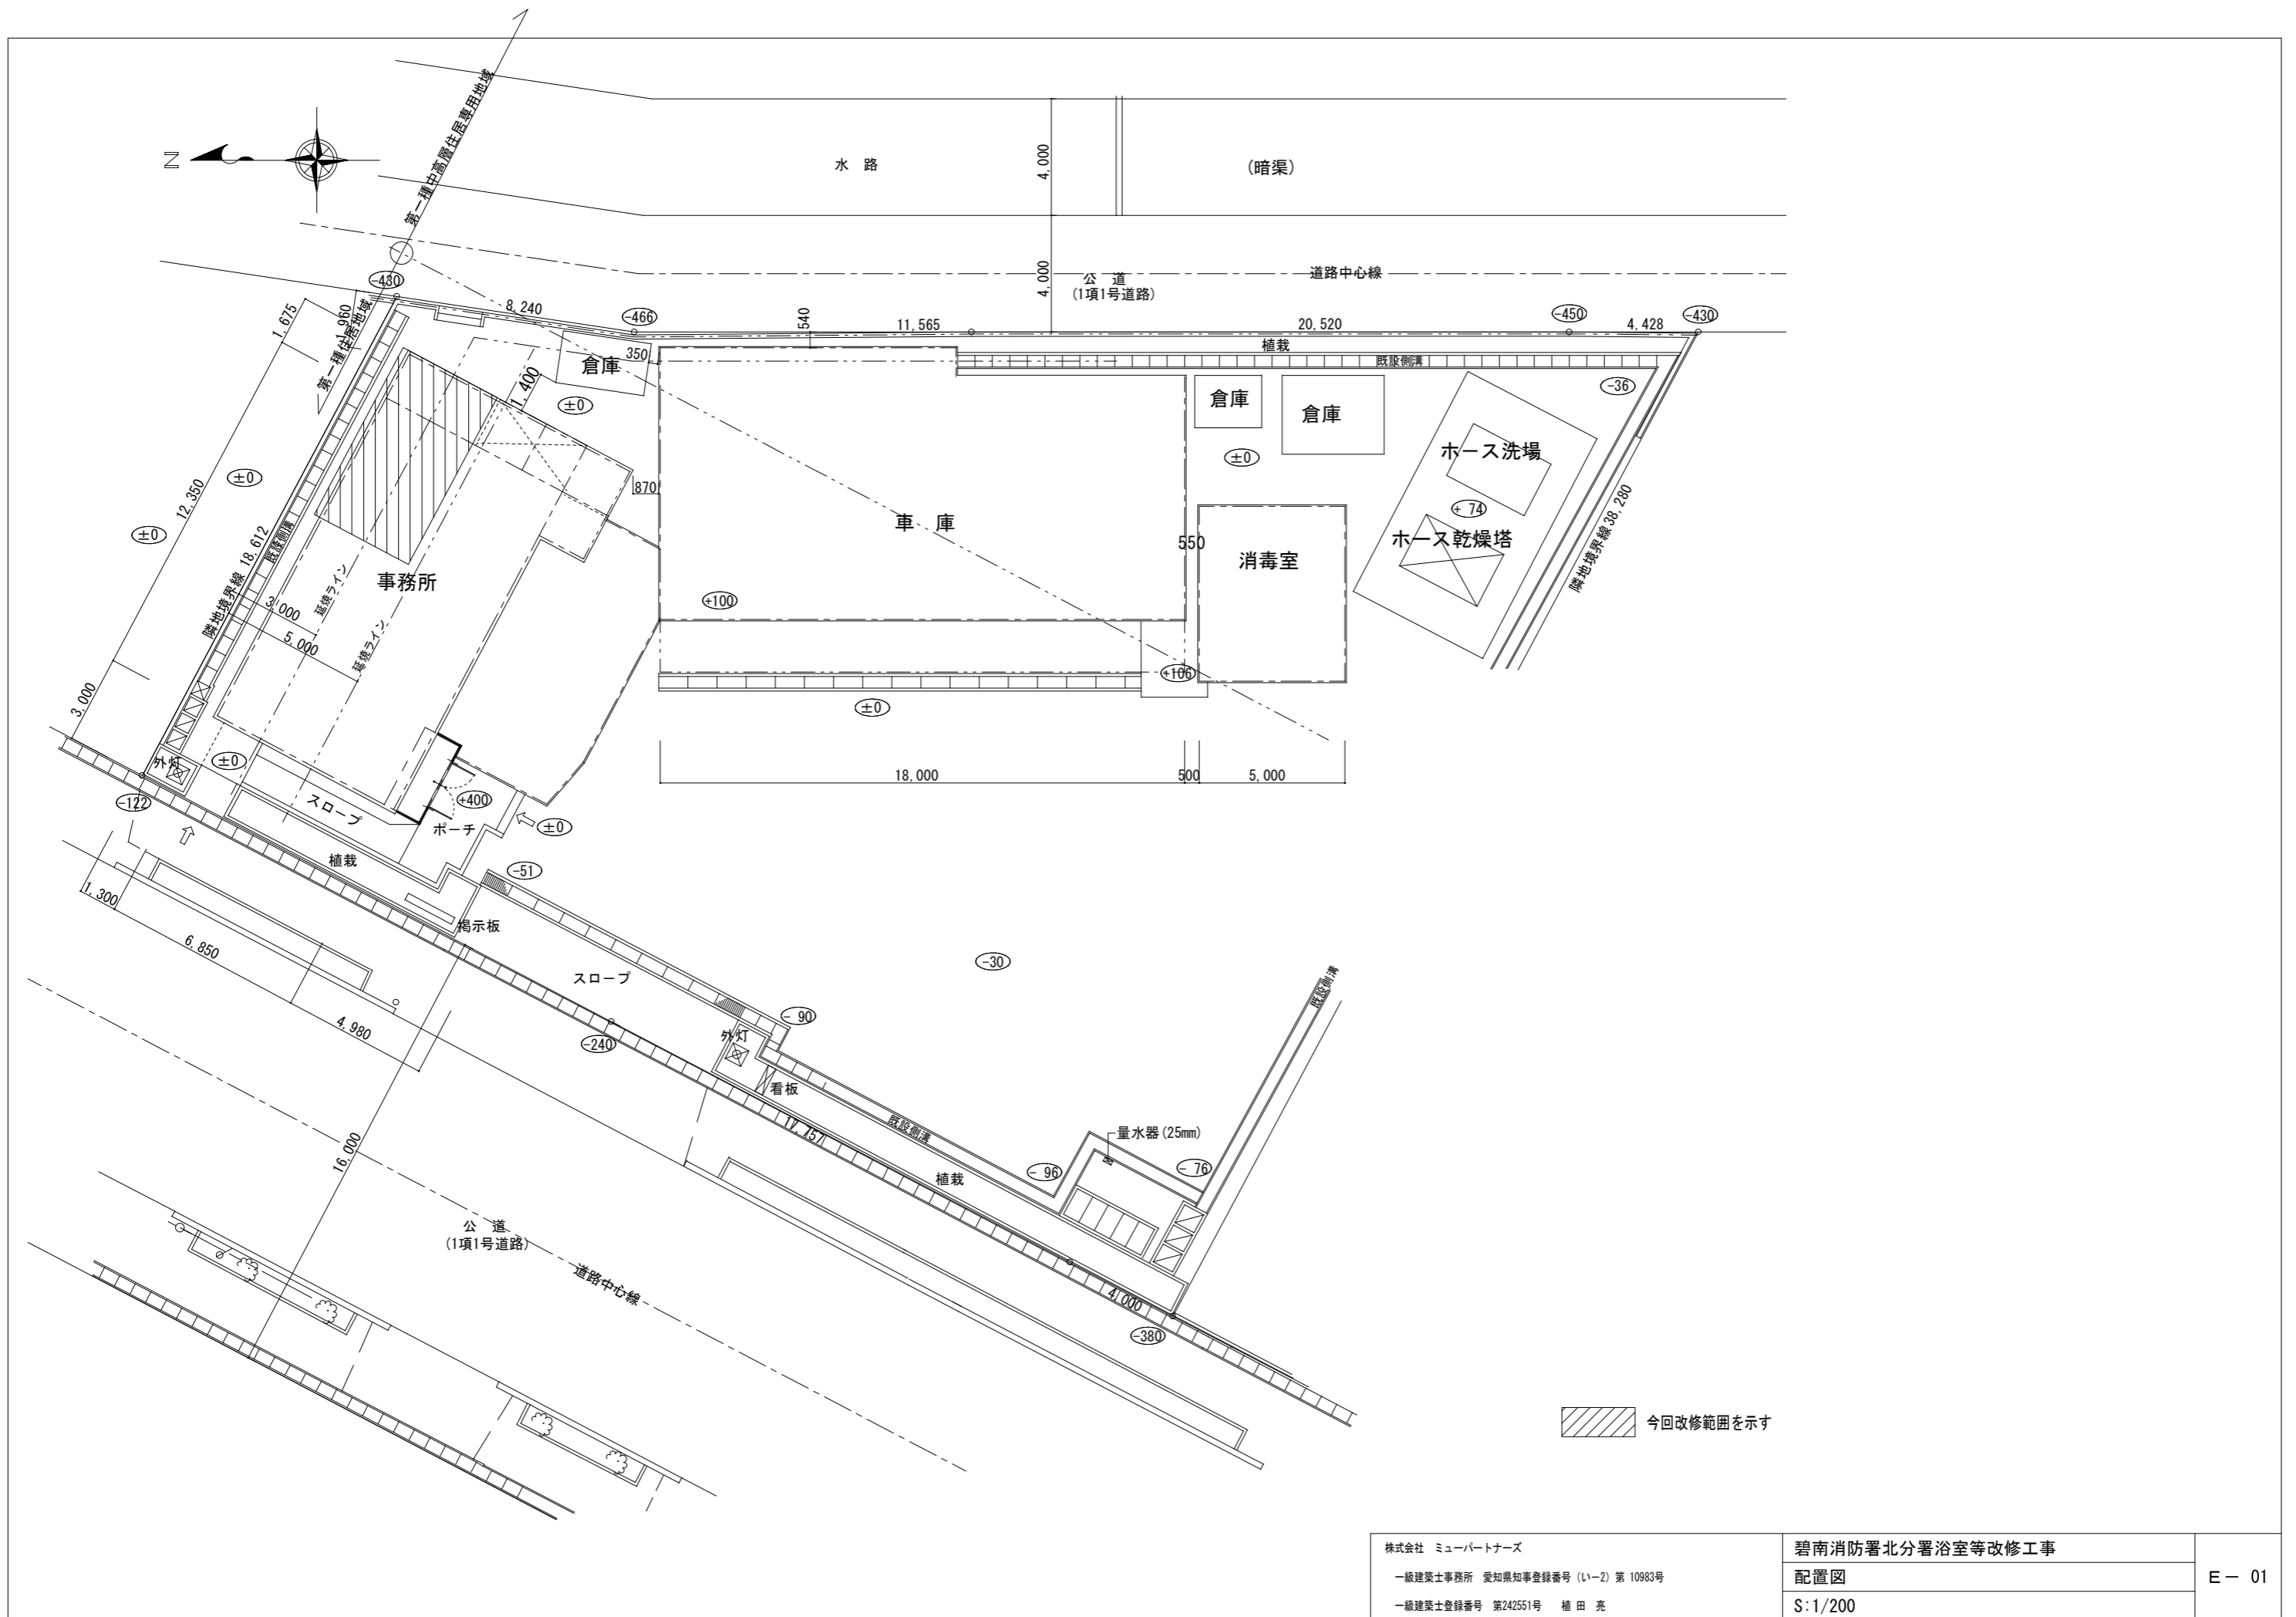 第一種中高層住居専用地域
N
水 路
(暗渠)
4,000
4,000
公 道
(1項1号道路)
道路中心線
-430
8,240
-466
540
11,565
20,520
-450
4,428
-430
1,675
1,960
第一種住居地域
350
倉庫
1,400
±0
植栽
既設側溝
-36
倉庫
倉庫
±0
ホース洗場
+ 74
ホース乾燥塔
隣地境界線38,280
12,350
±0
±0
隣地境界線 18,612
既設側溝
870
車 庫
550
消毒室
事務所
延焼ライン
延焼ライン
3,000
5,000
+100
+106
±0
3,000
外灯
±0
-122
スロープ
+400
ポーチ
±0
18,000
500
5,000
植栽
-51
掲示板
1,300
6,850
4,980
スロープ
-30
- 90
-240
外灯
看板
既設側溝
17,757
既設側溝
量水器(25mm)
- 96
- 76
植栽
16,000
公 道
(1項1号道路)
道路中心線
4,000
-380
今回改修範囲を示す
株式会社 ミューパートナーズ
一級建築士事務所 愛知県知事登録番号(い-2)第 10983号
一級建築士登録番号 第242551号 植 田 亮
碧南消防署北分署浴室等改修工事
配置図
S:1/200
E- 01